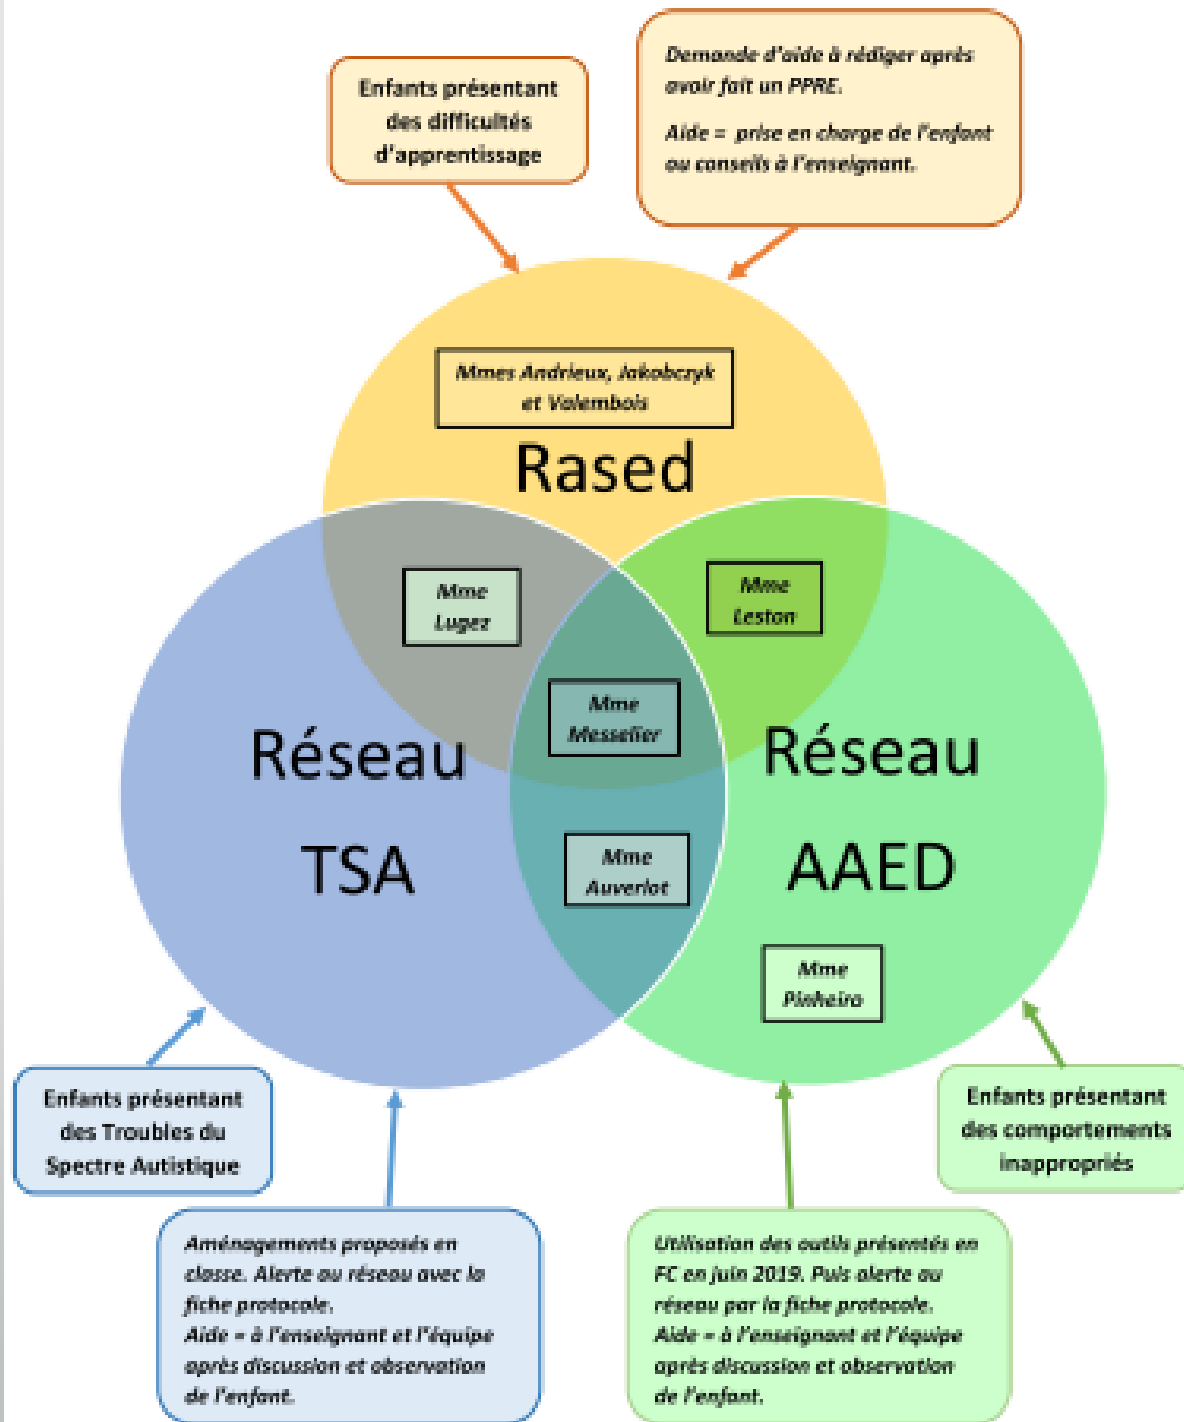 Enfants présentant
des difficultés
d'apprentissage
Demande d'aide à rédiger après
avoir fait un PPRE.
Aide = prise en charge de l'enfant
ou conseils à l'enseignant.
Mmes Andrieux, Jakobczyk
et Valembois
Rased
Mme
Lugez
Mme
Leston
Mme
Messelier
Réseau
TSA
Réseau
AAED
Mme
Auveriot
Mme
Pinheiro
Enfants présentant
des Troubles du
Spectre Autistique
Enfants présentant
des comportements
inappropriés
Aménagements proposés en
classe. Alerte au réseau avec la
fiche protocole.
Aide = à l'enseignant et l'équipe
après discussion et observation
de l'enfant.
Utilisation des outils présentés en
FC en juin 2019. Puis alerte au
réseau par la fiche protocole.
Aide = à l'enseignant et l'équipe
après discussion et observation
de l'enfant.